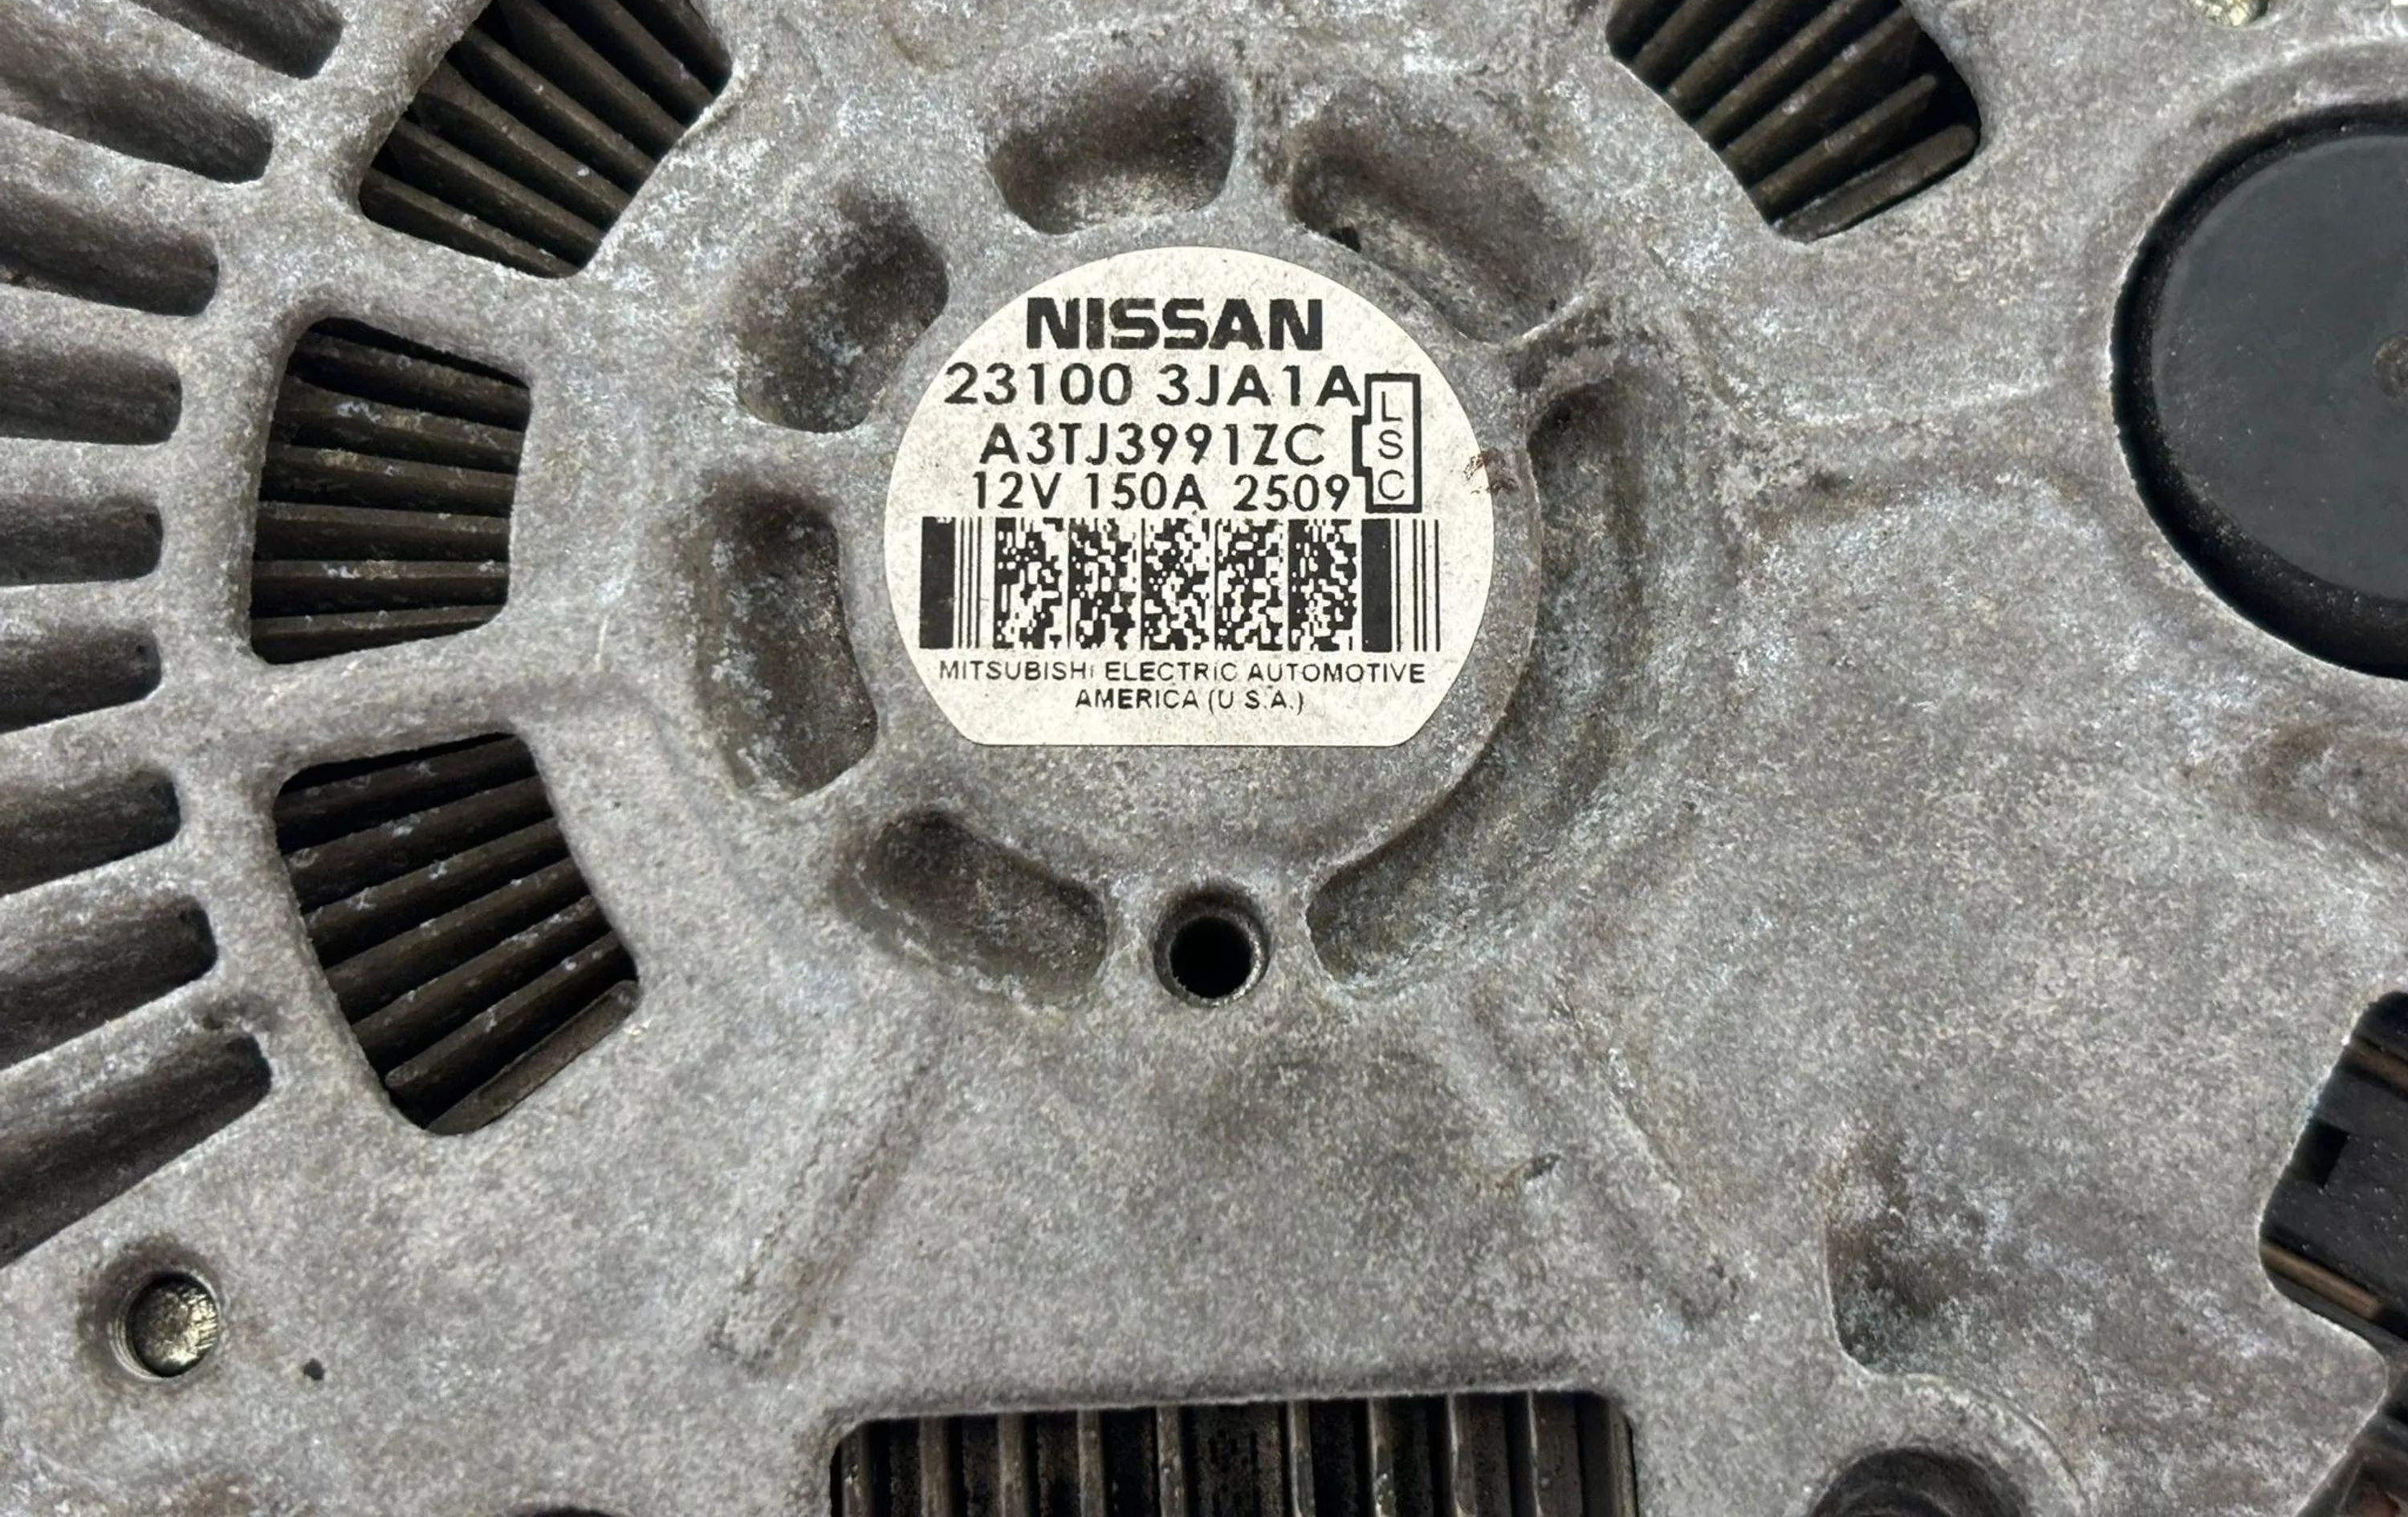 NISSAN
23100 3JA1A
A3TJ3991ZC
12V 150A 2509
L
S
C
MITSUBISHI ELECTRIC AUTOMOTIVE
AMERICA (U.S.A.)